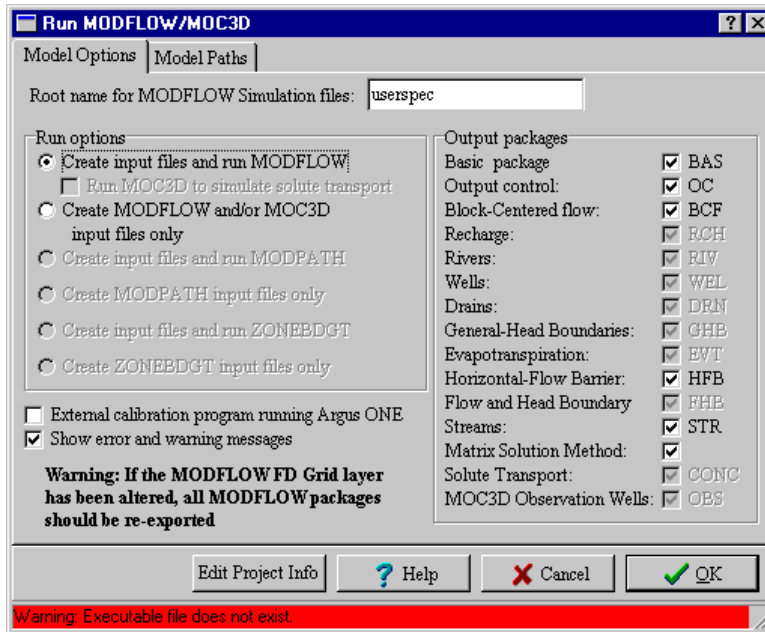 Run MODFLOW/MOC3D
Model Options Model Paths
Root name for MODFLOW Simulation files: userspec
Run options
Create input files and run MODFLOW
Run MOC3D to simulate solute transport
Create MODFLOW and/or MOC3D
input files only
Create input files and run MODPATH
Create MODPATH input files only
Create input files and run ZONEBDGT
Create ZONEBDGT input files only
External calibration program running Argus ONE
Show error and warning messages
Warning: If the MODFLOW FD Grid layer
has been altered, all MODFLOW packages
should be re-exported
Output packages
Basic package BAS
Output control: OC
Block-Centered flow: BCF
Recharge: RCH
Rivers: RIV
Wells: WEL
Drains: DRN
General-Head Boundaries: GHB
Evapotranspiration: EVT
Horizontal-Flow Barrier: HFB
Flow and Head Boundary FHB
Streams: STR
Matrix Solution Method:
Solute Transport: CONC
MOC3D Observation Wells: OBS
Edit Project Info ? Help Cancel OK
Warning: Executable file does not exist.